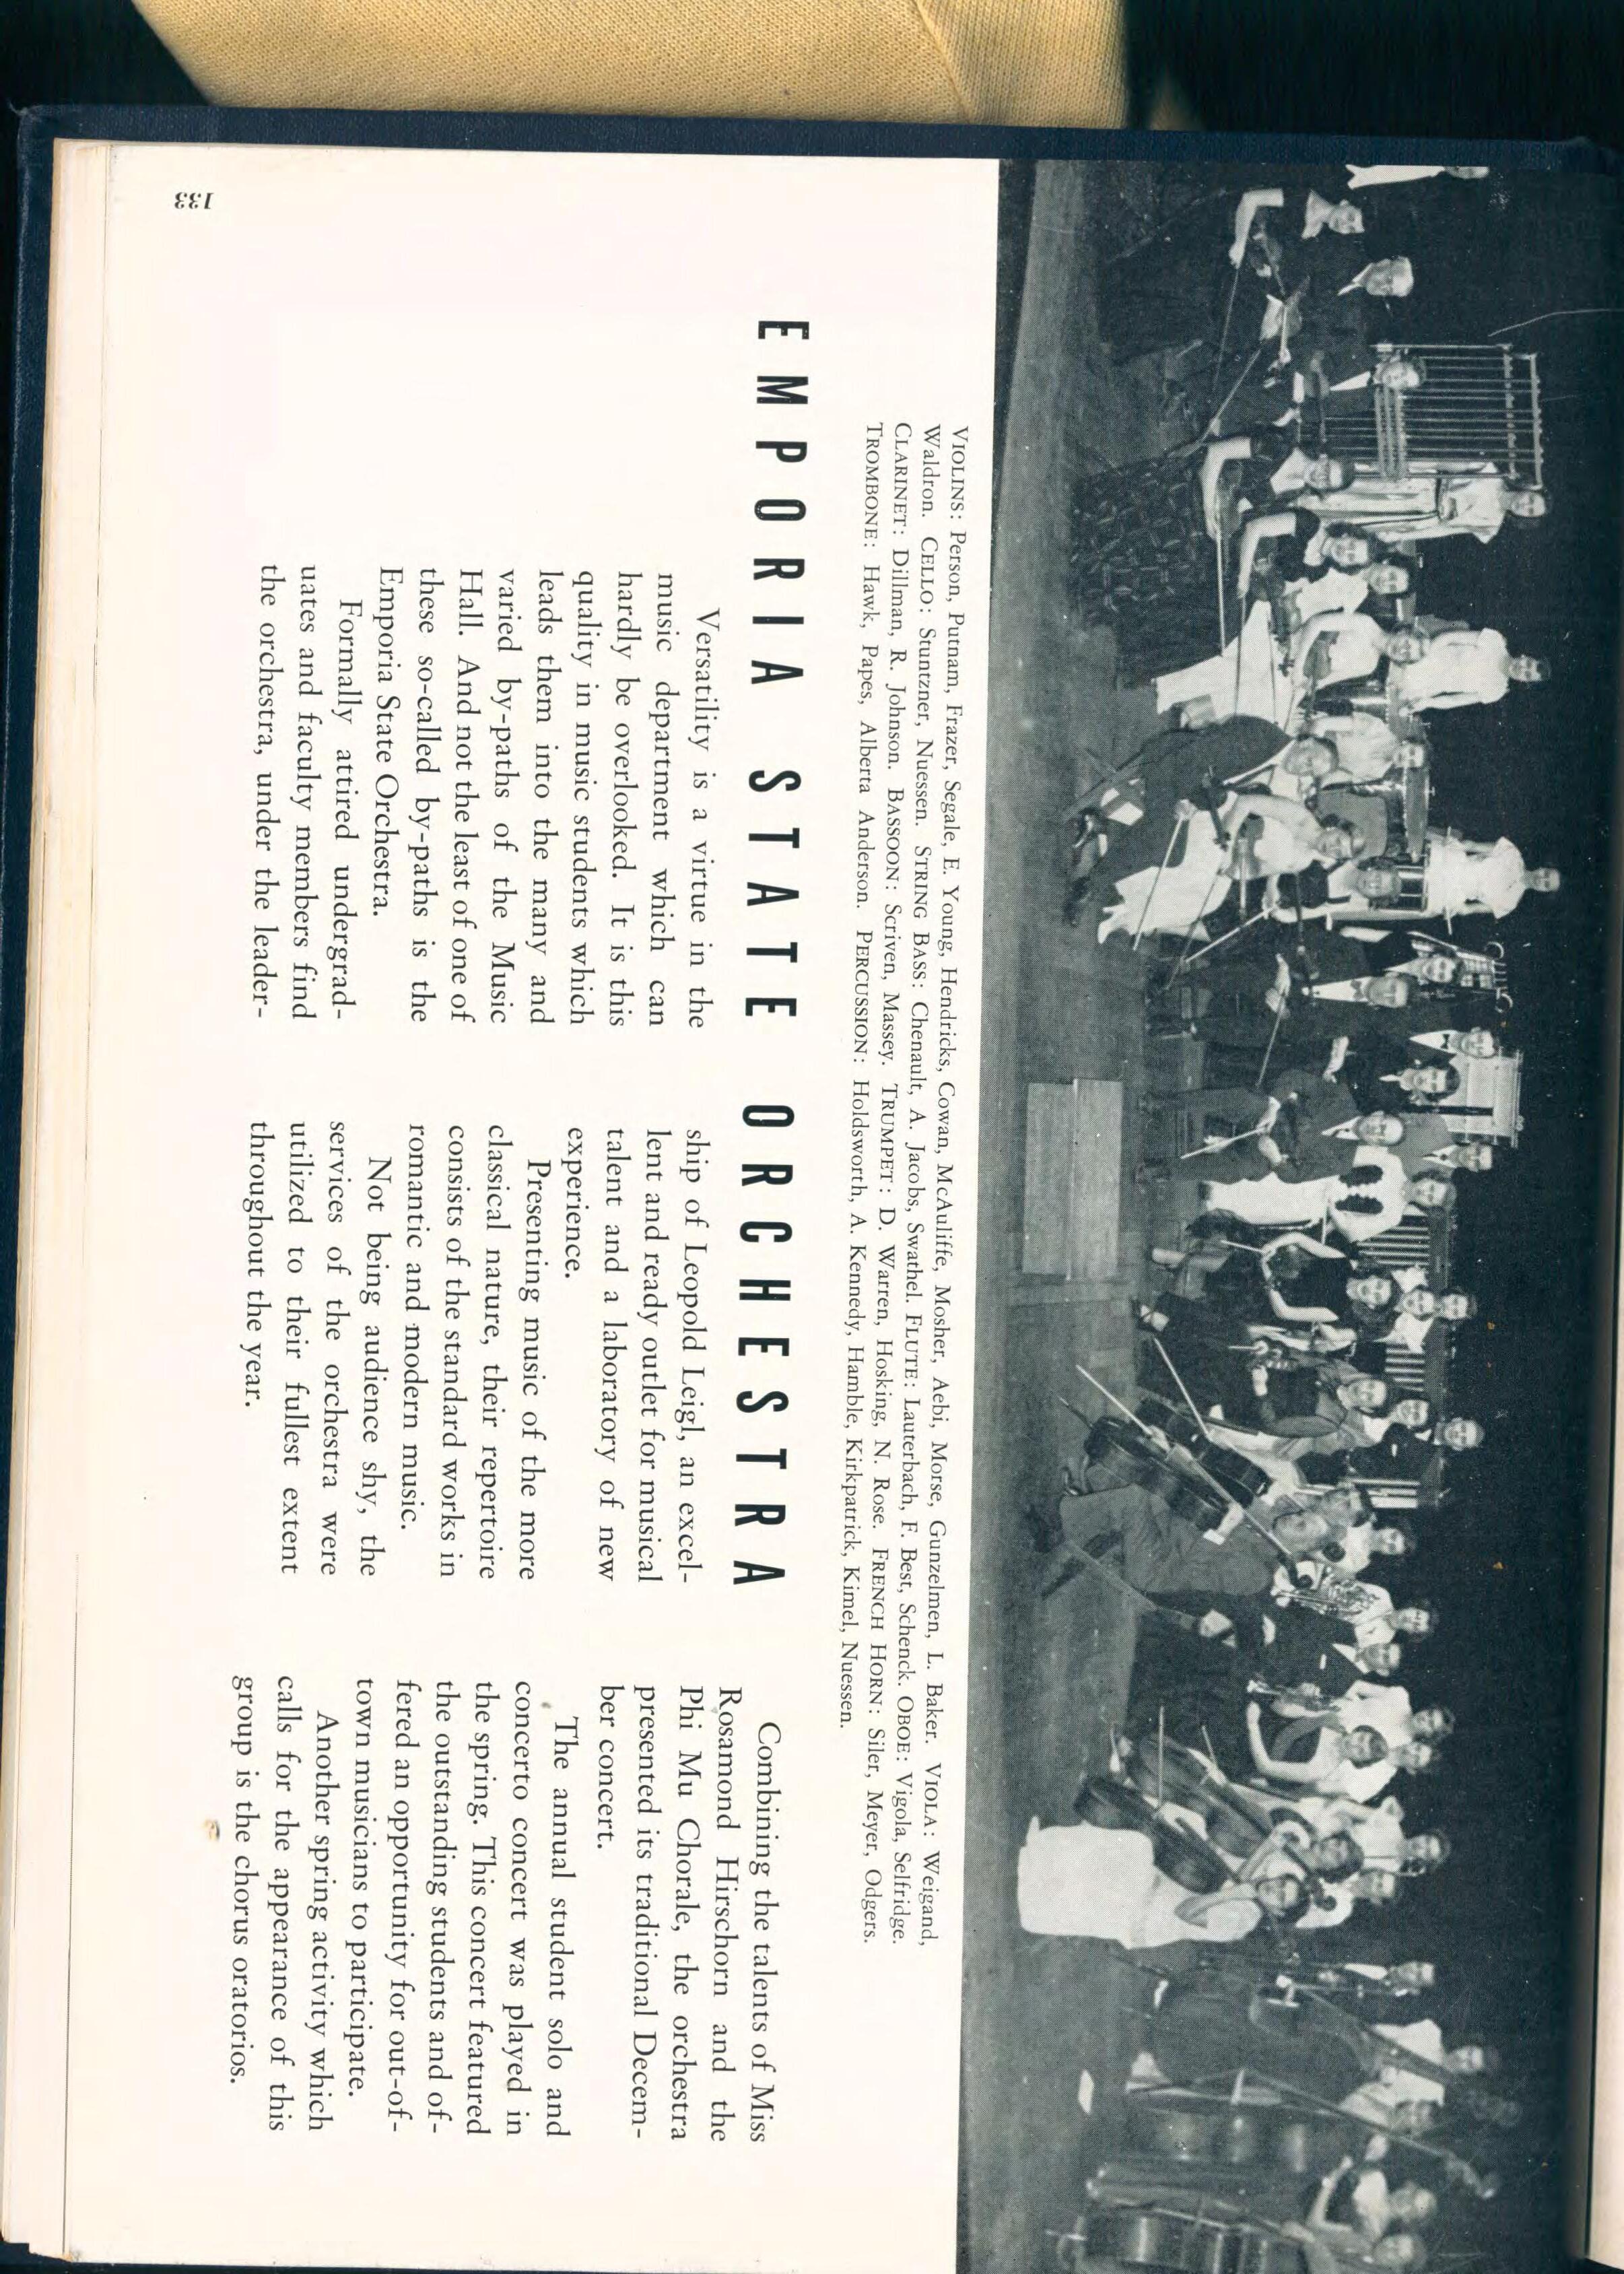 VIOLINS: Person, Putnam, Frazer, Segale, E. Young, Hendricks, Cowan, McAuliffe, Mosher, Aebi, Morse, Gunzelmen, L. Baker. VIOLA: Weigand,
Waldron. CELLO: Stuntzner, Nuessen. STRING BASS: Chenault, A. Jacobs, Swathel. FLUTE: Lauterbach, F. Best, Schenck. OBOE: Vigola, Selfridge.
CLARINET: Dillman, R. Johnson. BASSOON: Scriven, Massey. TRUMPET: D. Warren, Hosking, N. Rose. FRENCH HORN: Siler, Meyer, Odgers.
TROMBONE: Hawk, Papes, Alberta Anderson. PERCUSSION: Holdsworth, A. Kennedy, Hamble, Kirkpatrick, Kimel, Nuessen.
EMPORIA STATE ORCHESTRA
Versatility is a virtue in the
music department which can
hardly be overlooked. It is this
quality in music students which
leads them into the many and
varied by-paths of the Music
Hall. And not the least of one of
these so-called by-paths is the
Emporia State Orchestra.
Formally attired undergrad-
uates and faculty members find
the orchestra, under the leader-
ship of Leopold Leigl, an excel-
lent and ready outlet for musical
talent and a laboratory of new
experience.
Presenting music of the more
classical nature, their repertoire
consists of the standard works in
romantic and modern music.
Not being audience shy, the
services of the orchestra were
utilized to their fullest extent
throughout the year.
Combining the talents of Miss
Rosamond Hirschorn and the
Phi Mu Chorale, the orchestra
presented its traditional Decem-
ber concert.
The annual student solo and
concerto concert was played in
the spring. This concert featured
the outstanding students and of-
fered an opportunity for out-of-
town musicians to participate.
Another spring activity which
calls for the appearance of this
group is the chorus oratorios.
133